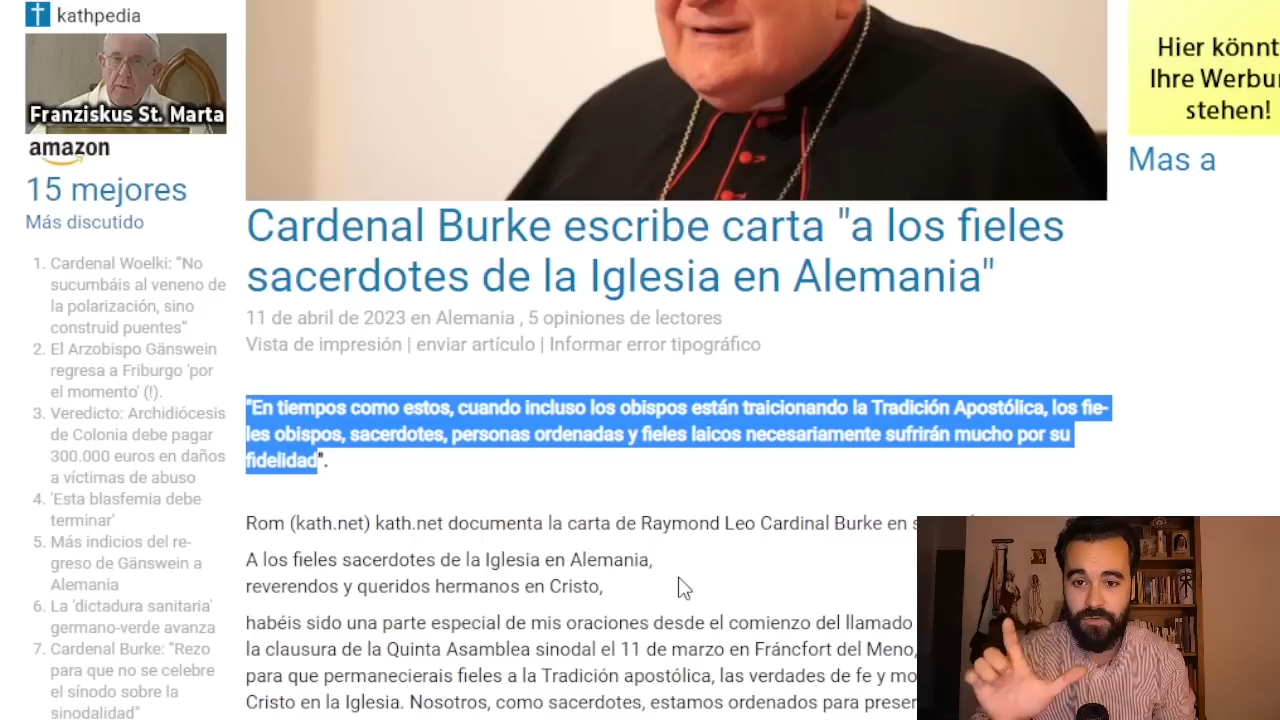 kathpedia
Franziskus St. Marta
amazon
15 mejores
Más discutido
1. Cardenal Woelki: “No
sucumbáis al veneno de
la polarización, sino
construid puentes”
2. El Arzobispo Gänswein
regresa a Friburgo 'por
el momento' (!).
3. Veredicto: Archidiócesis
de Colonia debe pagar
300.000 euros en daños
a víctimas de abuso
4. 'Esta blasfemia debe
terminar'
5. Más indicios del re-
greso de Gänswein a
Alemania
6. La 'dictadura sanitaria'
germano-verde avanza
7. Cardenal Burke: "Rezo
para que no se celebre
el sínodo sobre la
sinodalidad"
Cardenal Burke escribe carta "a los fieles
sacerdotes de la Iglesia en Alemania"
11 de abril de 2023 en Alemania , 5 opiniones de lectores
Vista de impresión | enviar artículo | Informar error tipográfico
"En tiempos como estos, cuando incluso los obispos están traicionando la Tradición Apostólica, los fie-
les obispos, sacerdotes, personas ordenadas y fieles laicos necesariamente sufrirán mucho por su
fidelidad".
Rom (kath.net) kath.net documenta la carta de Raymond Leo Cardinal Burke en
A los fieles sacerdotes de la Iglesia en Alemania,
reverendos y queridos hermanos en Cristo,
habéis sido una parte especial de mis oraciones desde el comienzo del llamado
la clausura de la Quinta Asamblea sinodal el 11 de marzo en Fráncfort del Meno,
para que permanecierais fieles a la Tradición apostólica, las verdades de fe y mo
Cristo en la Iglesia. Nosotros, como sacerdotes, estamos ordenados para preser
Hier könnt
Ihre Werbu
stehen!
Mas a